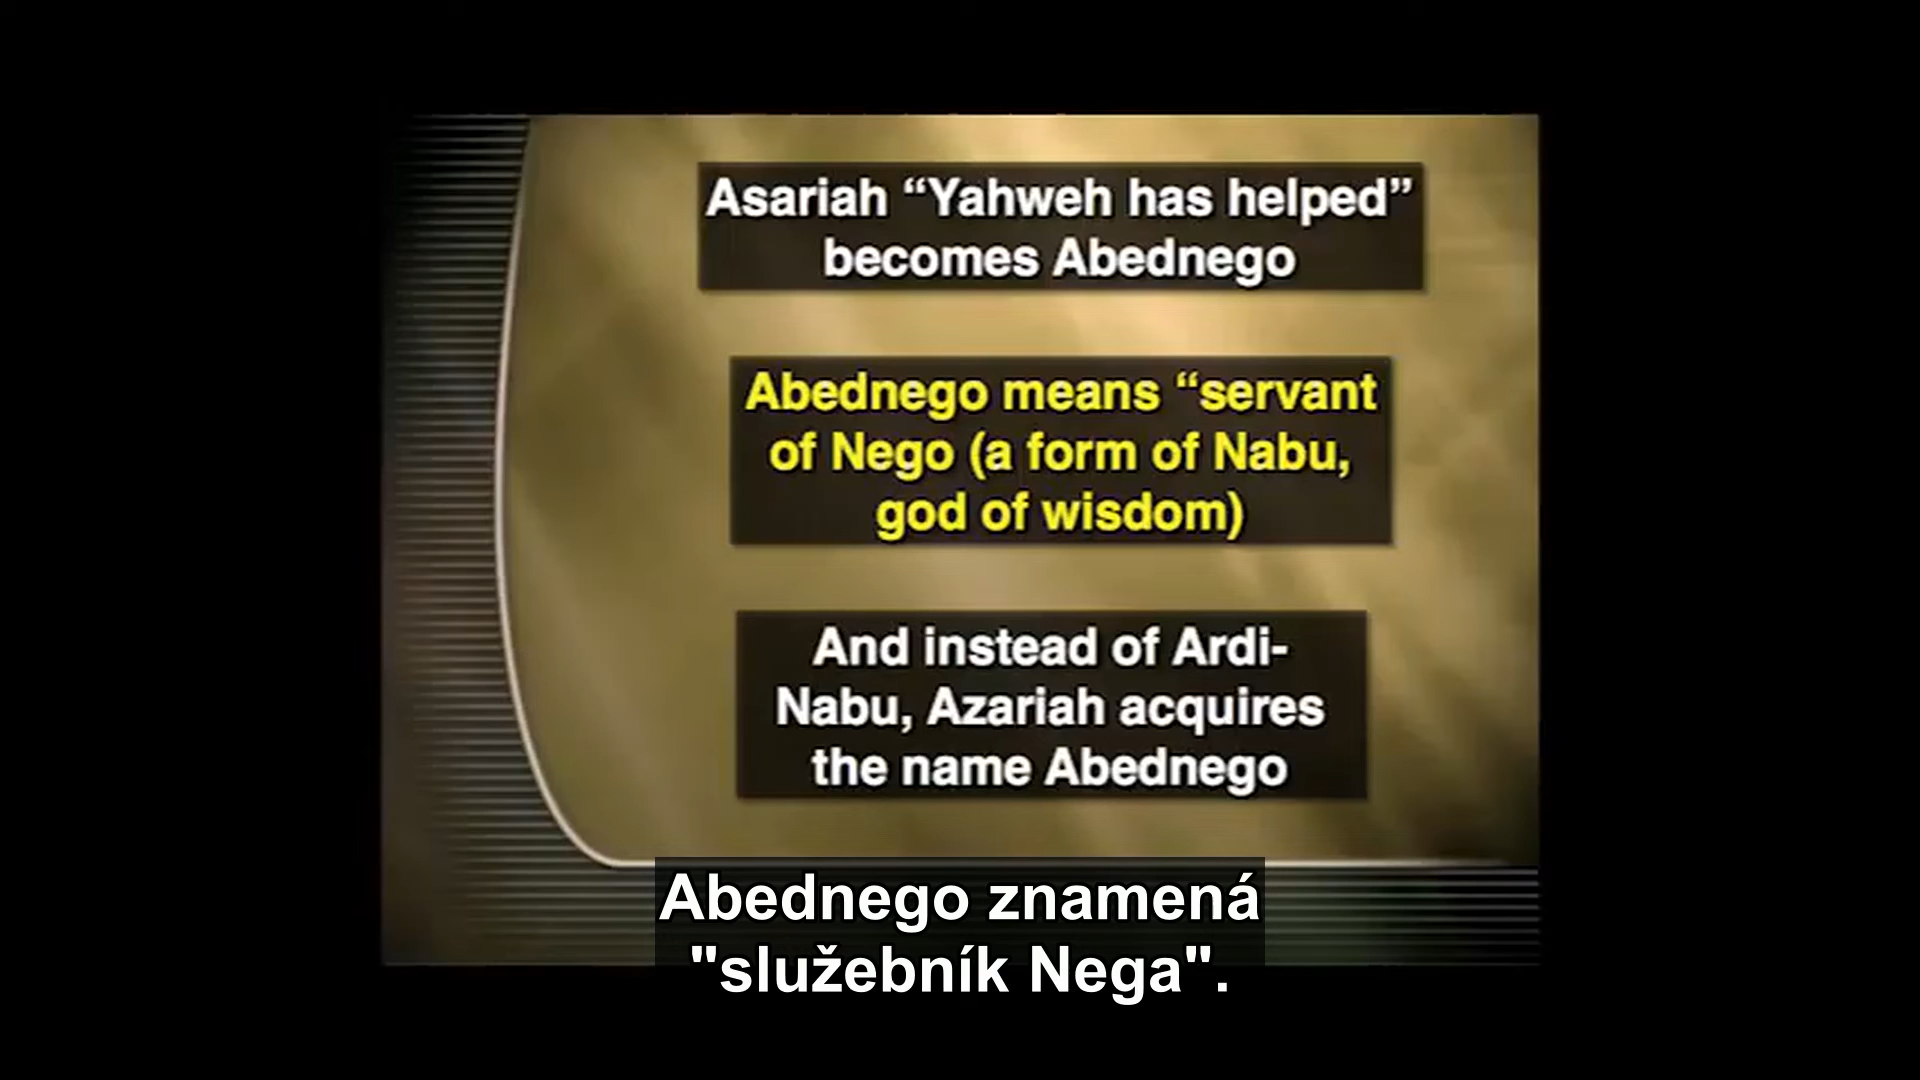 Asariah “Yahweh has helped”
becomes Abednego
Abednego means “servant
of Nego (a form of Nabu,
god of wisdom)
And instead of Ardi-
Nabu, Azariah acquires
the name Abednego
Abednego znamená
"služebník Nega".